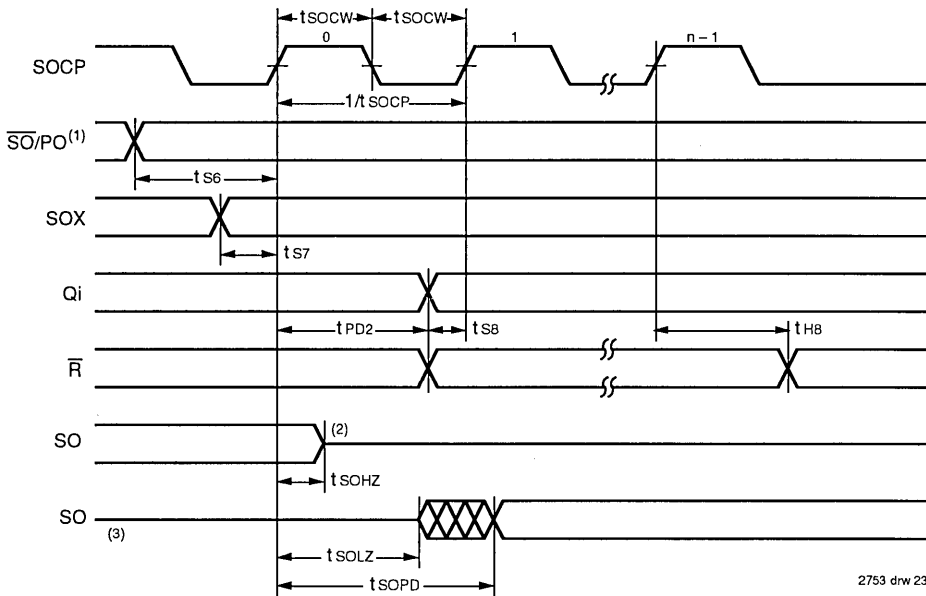 tSOCW tSOCW
0 1 n – 1
SOCP
1/tSOCP
S̅O̅/PO(1)
tS6
SOX
tS7
Qi
tPD2 tS8 tH8
R̅
SO (2)
tSOHZ
SO
(3)
tSOLZ
tSOPD
2753 drw 23